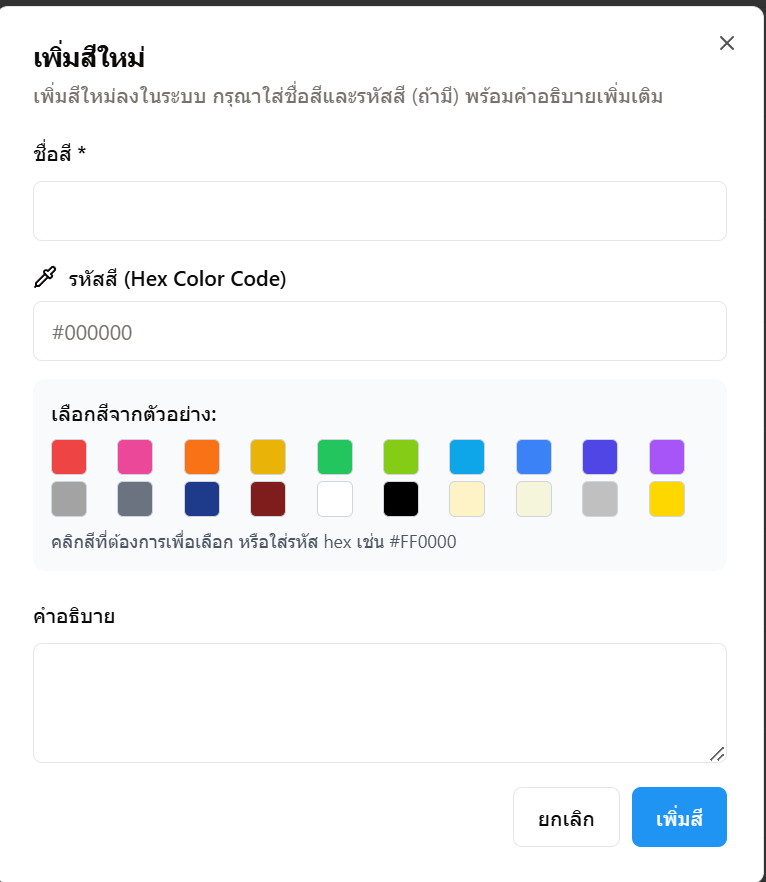 เพิ่มสีใหม่
เพิ่มสีใหม่ลงในระบบ กรุณาใส่ชื่อสีและรหัสสี (ถ้ามี) พร้อมคำอธิบายเพิ่มเติม
ชื่อสี *
รหัสสี (Hex Color Code)
#000000
เลือกสีจากตัวอย่าง:
คลิกสีที่ต้องการเพื่อเลือก หรือใส่รหัส hex เช่น #FF0000
คำอธิบาย
ยกเลิก
เพิ่มสี